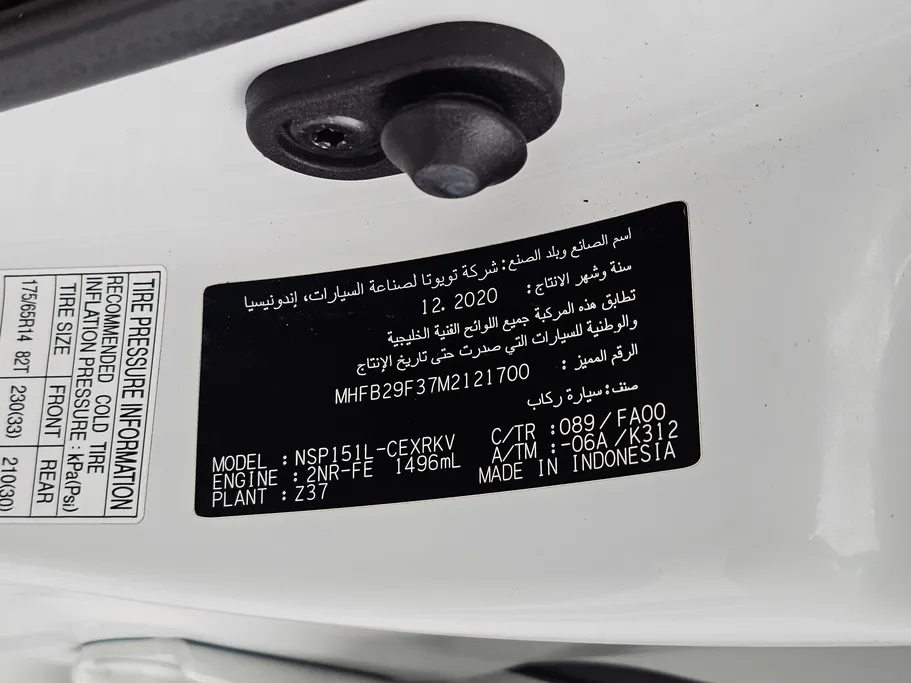 اسم الصانع وبلد الصنع: شركة تويوتا لصناعة السيارات، إندونيسيا
سنة وشهر الانتاج: 12. 2020
تطابق هذه المركبة جميع اللوائح الفنية الخليجية
والوطنية للسيارات التي صدرت حتى تاريخ الإنتاج
الرقم المميز : MHFB29F37M2121700
صنف: سيارة ركاب
MODEL : NSP151L-CEXRKV C/TR :089/FA00
ENGINE : 2NR-FE 1496mL A/TM :-06A/K312
PLANT : Z37 MADE IN INDONESIA
TIRE PRESSURE INFORMATION
RECOMMENDED COLD TIRE
INFLATION PRESSURE : kPa(Psi)
TIRE SIZE FRONT REAR
175/65R14 82T 230(33) 210(30)